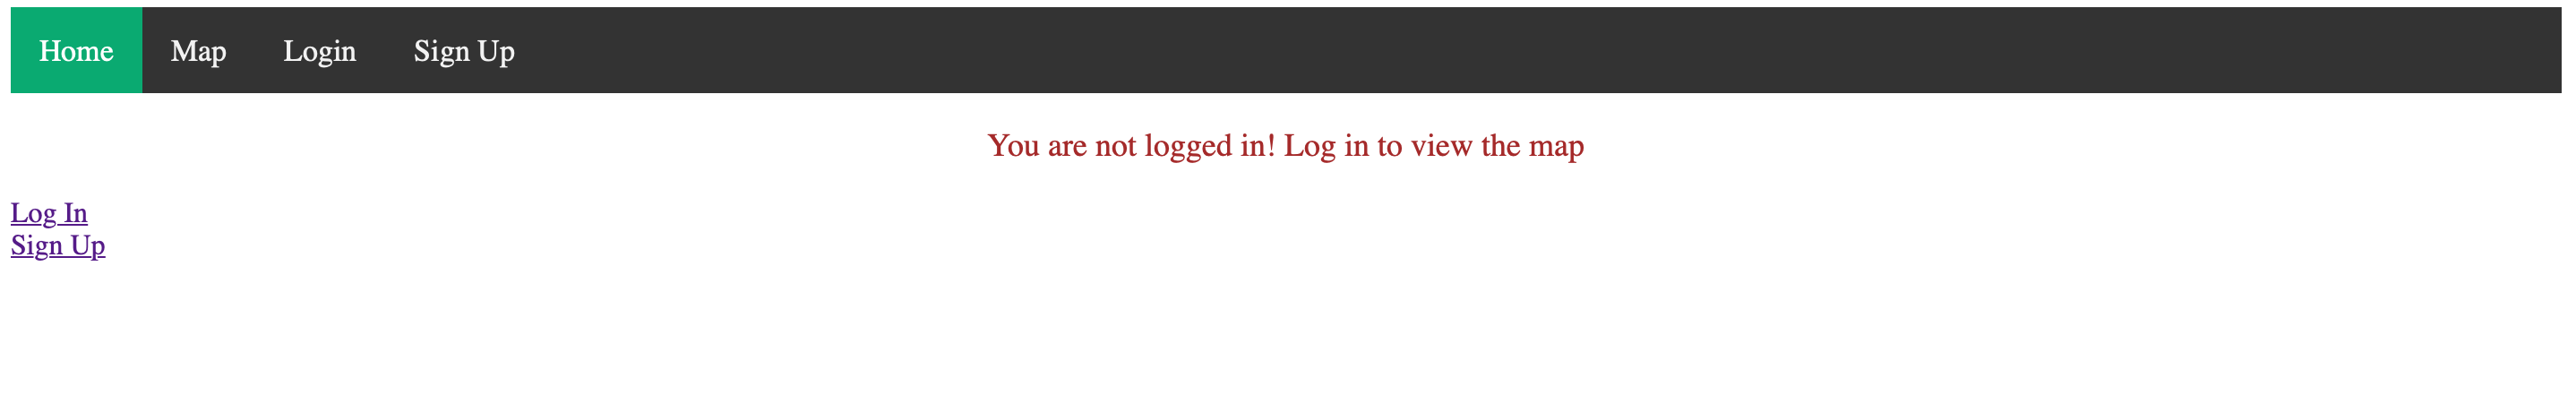 Home Map Login Sign Up
You are not logged in! Log in to view the map
Log In
Sign Up